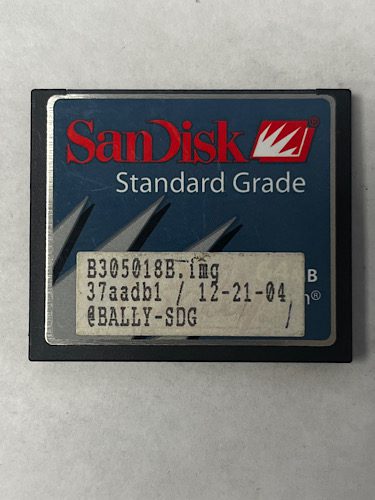 SanDisk®
Standard Grade
B
®
B305018B.img
37aadb1 / 12-21-04
@BALLY-SDG /